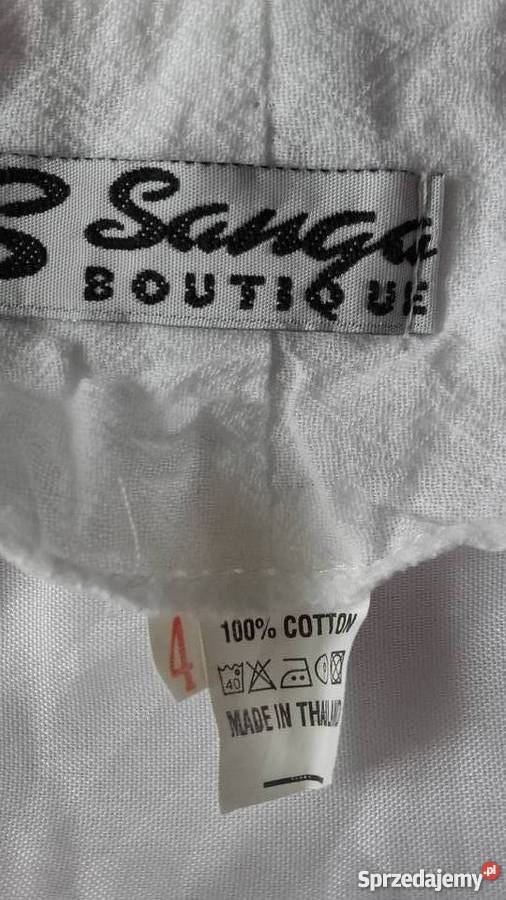 Sanga
BOUTIQUE
4
100% COTTON
40
MADE IN THAILAND
Sprzedajemy.pl